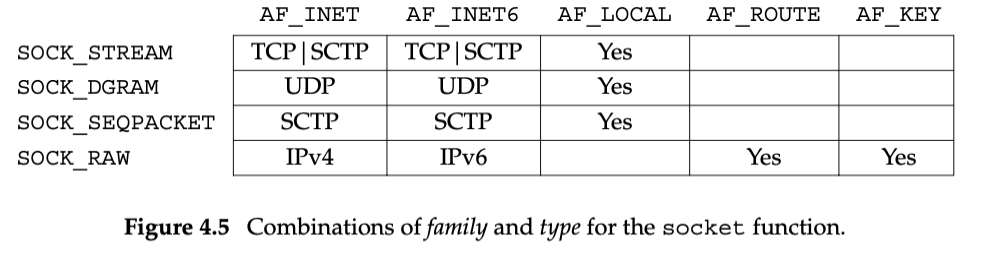 AF_INET AF_INET6 AF_LOCAL AF_ROUTE AF_KEY
SOCK_STREAM TCP|SCTP TCP|SCTP Yes
SOCK_DGRAM UDP UDP Yes
SOCK_SEQPACKET SCTP SCTP Yes
SOCK_RAW IPv4 IPv6 Yes Yes
Figure 4.5 Combinations of family and type for the socket function.